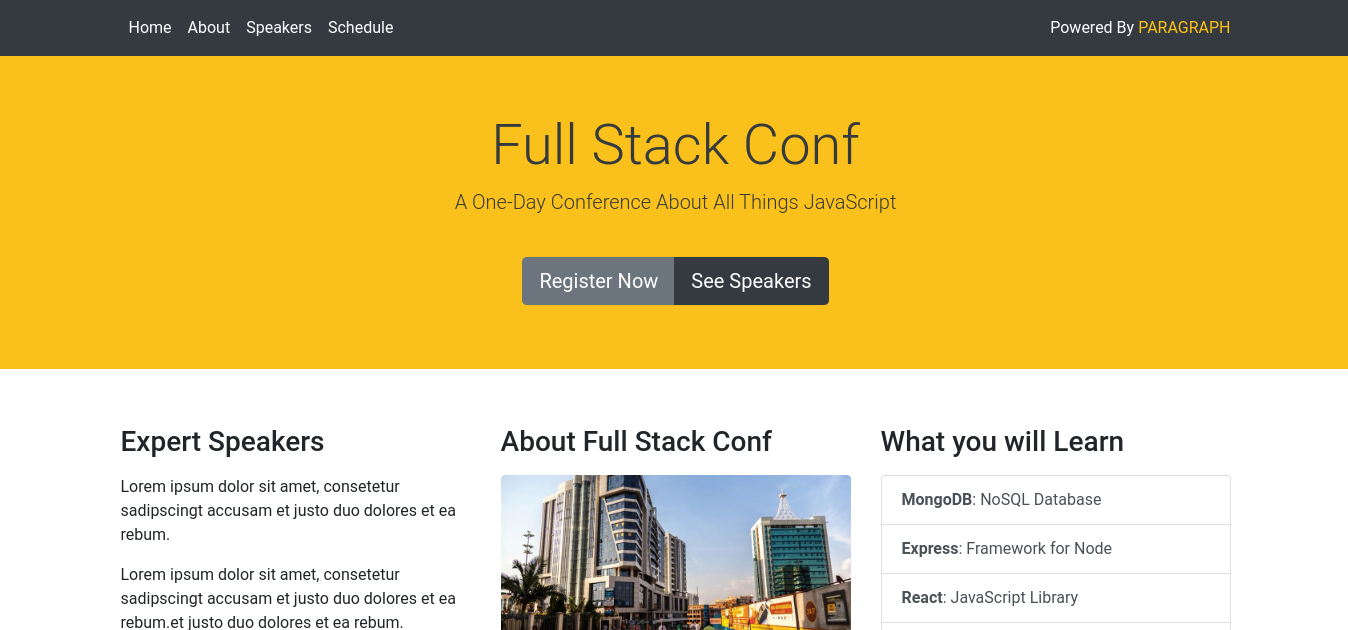 Home About Speakers Schedule Powered By PARAGRAPH
Full Stack Conf
A One-Day Conference About All Things JavaScript
Register Now See Speakers
Expert Speakers
Lorem ipsum dolor sit amet, consetetur
sadipscingt accusam et justo duo dolores et ea
rebum.
Lorem ipsum dolor sit amet, consetetur
sadipscingt accusam et justo duo dolores et ea
rebum.et justo duo dolores et ea rebum.
About Full Stack Conf
What you will Learn
MongoDB: NoSQL Database
Express: Framework for Node
React: JavaScript Library